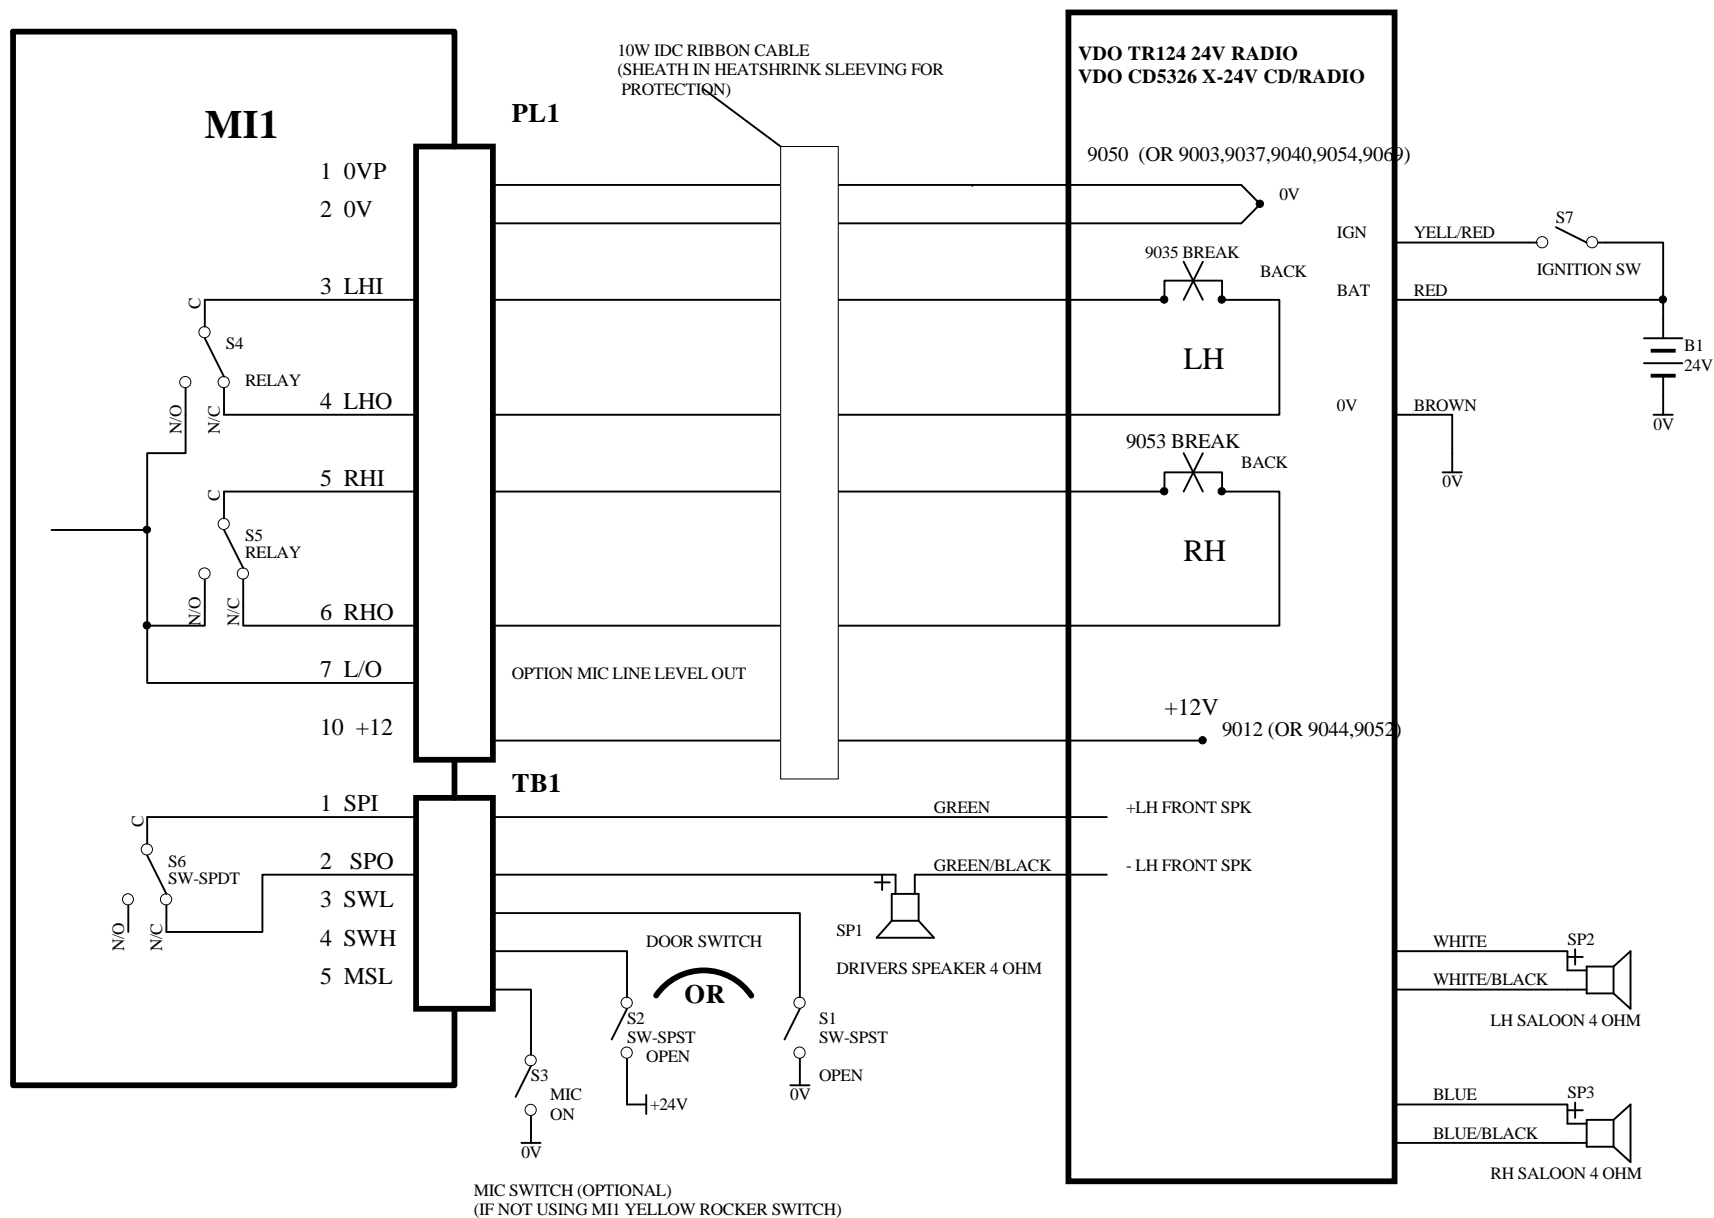 10W IDC RIBBON CABLE
(SHEATH IN HEATSHRINK SLEEVING FOR
PROTECTION)
VDO TR124 24V RADIO
VDO CD5326 X-24V CD/RADIO
MI1
PL1
1 0VP
2 0V
3 LHI
C
S4
RELAY
N/O
N/C
4 LHO
5 RHI
C
S5
RELAY
N/O
N/C
6 RHO
7 L/O
OPTION MIC LINE LEVEL OUT
10 +12
9050 (OR 9003,9037,9040,9054,9069)
0V
9035 BREAK
BACK
LH
9053 BREAK
BACK
RH
+12V
9012 (OR 9044,9052)
IGN
YELL/RED
S7
IGNITION SW
BAT
RED
B1
24V
0V
0V
BROWN
0V
TB1
1 SPI
C
S6
SW-SPDT
N/O
N/C
2 SPO
3 SWL
4 SWH
5 MSL
GREEN
+LH FRONT SPK
GREEN/BLACK
- LH FRONT SPK
+
SP1
DRIVERS SPEAKER 4 OHM
DOOR SWITCH
OR
S2
SW-SPST
OPEN
+24V
S1
SW-SPST
OPEN
0V
S3
MIC
ON
0V
MIC SWITCH (OPTIONAL)
(IF NOT USING MI1 YELLOW ROCKER SWITCH)
WHITE
SP2
+
WHITE/BLACK
LH SALOON 4 OHM
BLUE
SP3
+
BLUE/BLACK
RH SALOON 4 OHM